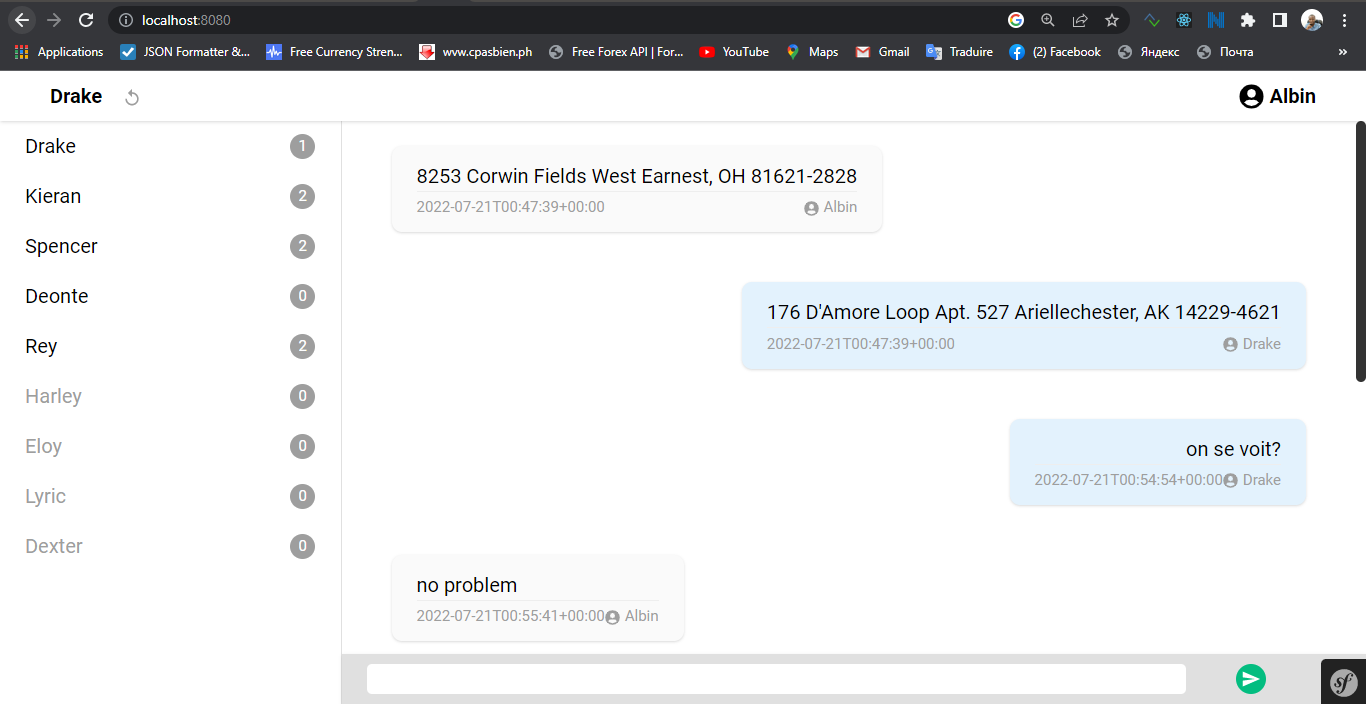 localhost:8080
Applications JSON Formatter &... Free Currency Stren... www.cpasbien.ph Free Forex API | For... YouTube Maps Gmail Traduire (2) Facebook Яндекс Почта »
Drake
Albin
Drake 1
Kieran 2
Spencer 2
Deonte 0
Rey 2
Harley 0
Eloy 0
Lyric 0
Dexter 0
8253 Corwin Fields West Earnest, OH 81621-2828
2022-07-21T00:47:39+00:00 Albin
176 D'Amore Loop Apt. 527 Ariellechester, AK 14229-4621
2022-07-21T00:47:39+00:00 Drake
on se voit?
2022-07-21T00:54:54+00:00 Drake
no problem
2022-07-21T00:55:41+00:00 Albin
sf